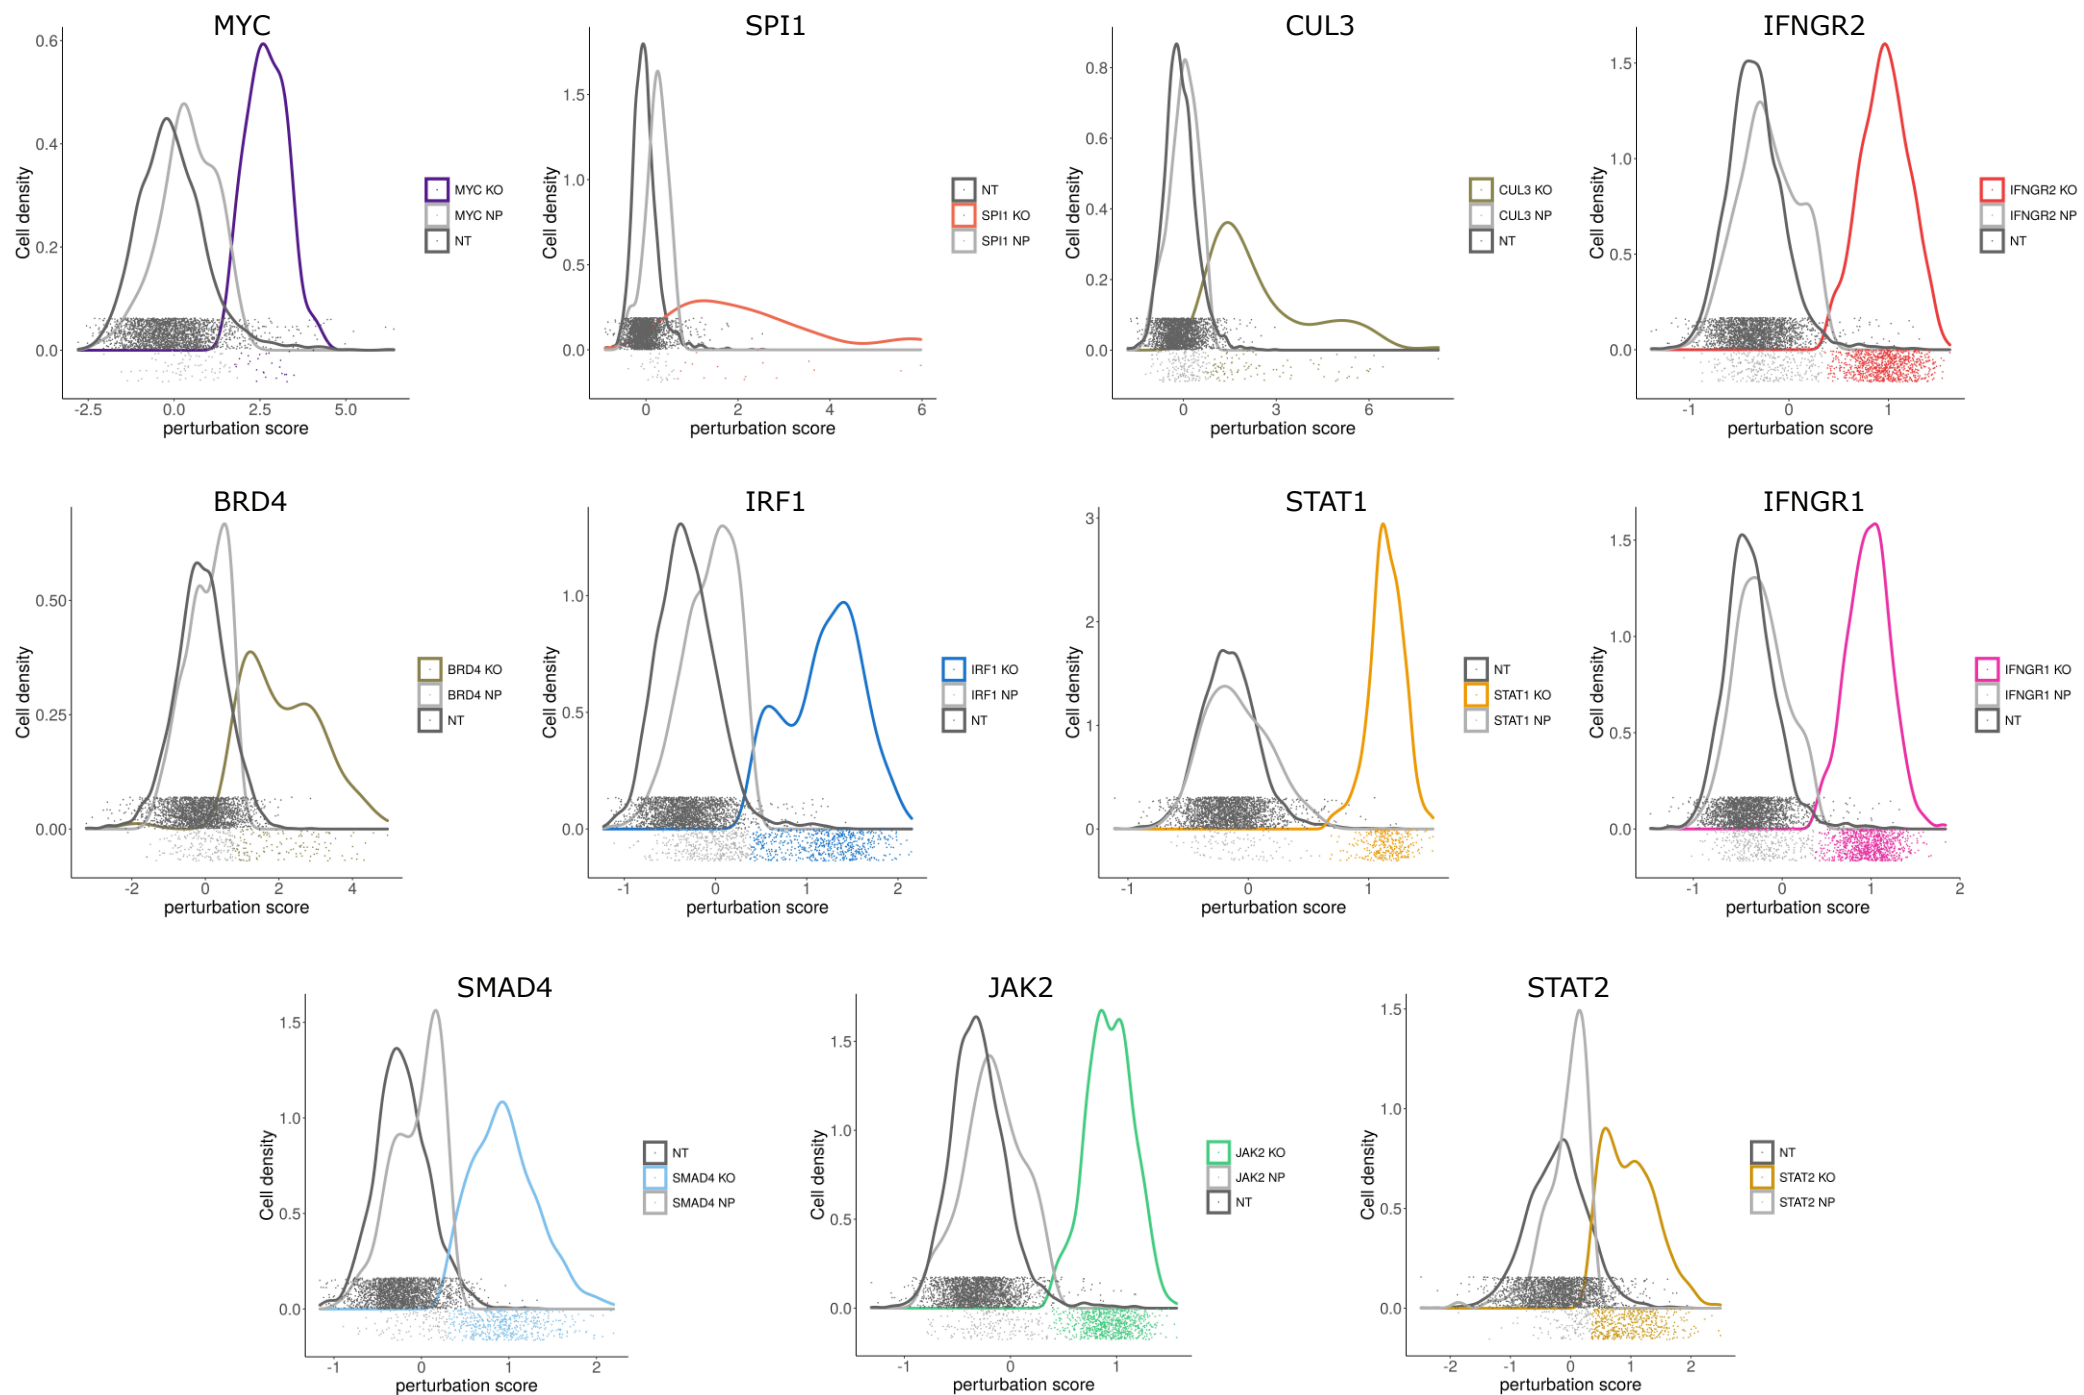 MYC
0.6
0.4
0.2
0.0
Cell density
-2.5 0.0 2.5 5.0
perturbation score
MYC KO
MYC NP
NT
SPI1
1.5
1.0
0.5
0.0
Cell density
0 2 4 6
perturbation score
NT
SPI1 KO
SPI1 NP
CUL3
0.8
0.6
0.4
0.2
0.0
Cell density
0 3 6
perturbation score
CUL3 KO
CUL3 NP
NT
IFNGR2
1.5
1.0
0.5
0.0
Cell density
-1 0 1
perturbation score
IFNGR2 KO
IFNGR2 NP
NT
BRD4
0.50
0.25
0.00
Cell density
-2 0 2 4
perturbation score
BRD4 KO
BRD4 NP
NT
IRF1
1.0
0.5
0.0
Cell density
-1 0 1 2
perturbation score
IRF1 KO
IRF1 NP
NT
STAT1
3
2
1
0
Cell density
-1 0 1
perturbation score
NT
STAT1 KO
STAT1 NP
IFNGR1
1.5
1.0
0.5
0.0
Cell density
-1 0 1 2
perturbation score
IFNGR1 KO
IFNGR1 NP
NT
SMAD4
1.5
1.0
0.5
0.0
Cell density
-1 0 1 2
perturbation score
NT
SMAD4 KO
SMAD4 NP
JAK2
1.5
1.0
0.5
0.0
Cell density
-1 0 1
perturbation score
JAK2 KO
JAK2 NP
NT
STAT2
1.5
1.0
0.5
0.0
Cell density
-2 -1 0 1 2
perturbation score
NT
STAT2 KO
STAT2 NP